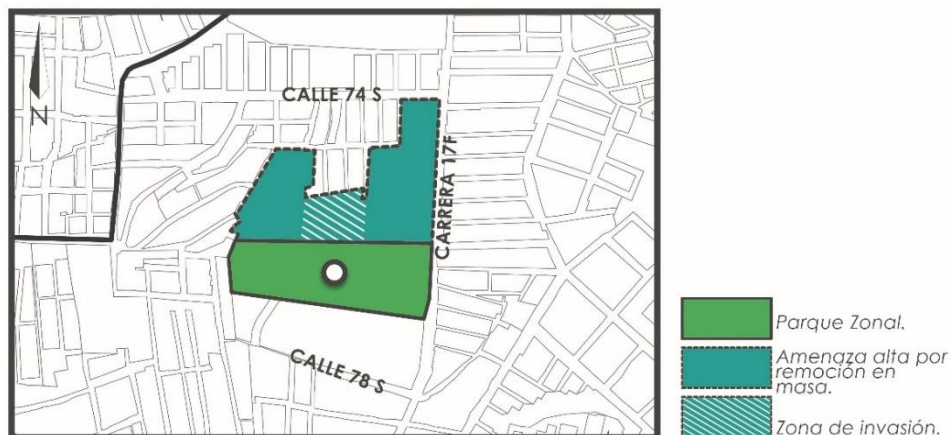 N
CALLE 74 S
CARRERA 17F
CALLE 78 S
Parque Zonal.
Amenaza alta por
remoción en
masa.
Zona de invasión.